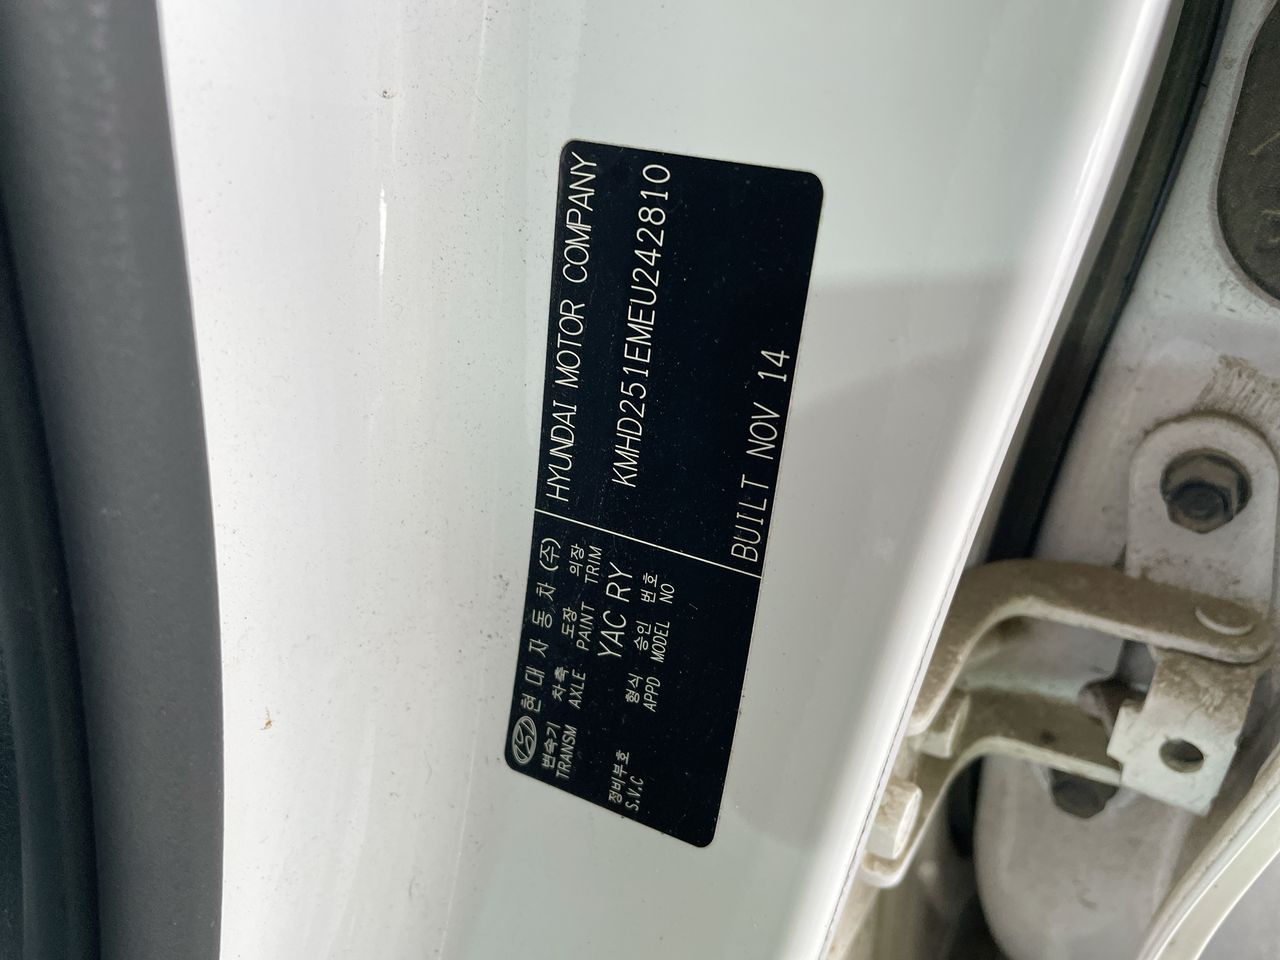 현대자동차(주) HYUNDAI MOTOR COMPANY
변속기 차축 도장 의장
TRANSM AXLE PAINT TRIM
YAC RY
KMHD251EMEU242810
정비부호 형식 승인 번호
S.V.C APPD MODEL NO
BUILT NOV 14